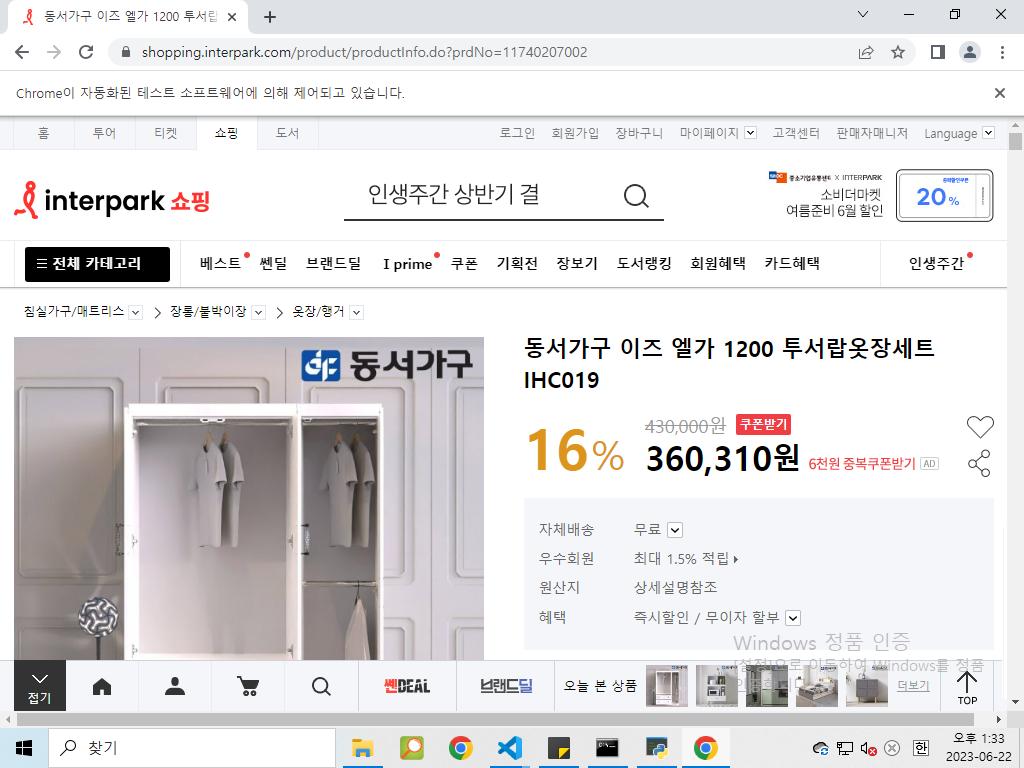 동서가구 이즈 엘가 1200 투서랍
shopping.interpark.com/product/productInfo.do?prdNo=11740207002
Chrome이 자동화된 테스트 소프트웨어에 의해 제어되고 있습니다.
홈 투어 티켓 쇼핑 도서 로그인 회원가입 장바구니 마이페이지 고객센터 판매자매니저 Language
interpark 쇼핑
인생주간 상반기 결
중소기업유통센터 X INTERPARK
소비더마켓
여름준비 6월 할인
중복할인쿠폰
20%
전체 카테고리 베스트 쎈딜 브랜드딜 I prime 쿠폰 기획전 장보기 도서랭킹 회원혜택 카드혜택 인생주간
침실가구/매트리스 장롱/붙박이장 옷장/행거
동서가구
동서가구 이즈 엘가 1200 투서랍옷장세트
IHC019
16%
430,000원 쿠폰받기
360,310원 6천원 중복쿠폰받기 AD
자체배송 무료
우수회원 최대 1.5% 적립
원산지 상세설명참조
혜택 즉시할인 / 무이자 할부
Windows 정품 인증
[설정]으로 이동하여 Windows를 정품
접기
쎈DEAL
브랜드딜
오늘 본 상품
더보기
TOP
찾기
한
오후 1:33
2023-06-22